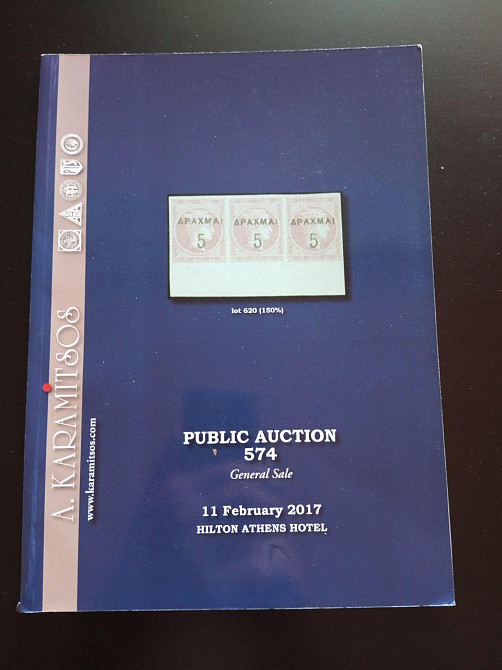 ΔΡΑΧΜΑΙ ΔΡΑΧΜΑΙ ΔΡΑΧΜΑΙ
5 5 5
lot 620 (150%)
A. KARAMITSOS
www.karamitsos.com
PUBLIC AUCTION
574
General Sale
11 February 2017
HILTON ATHENS HOTEL